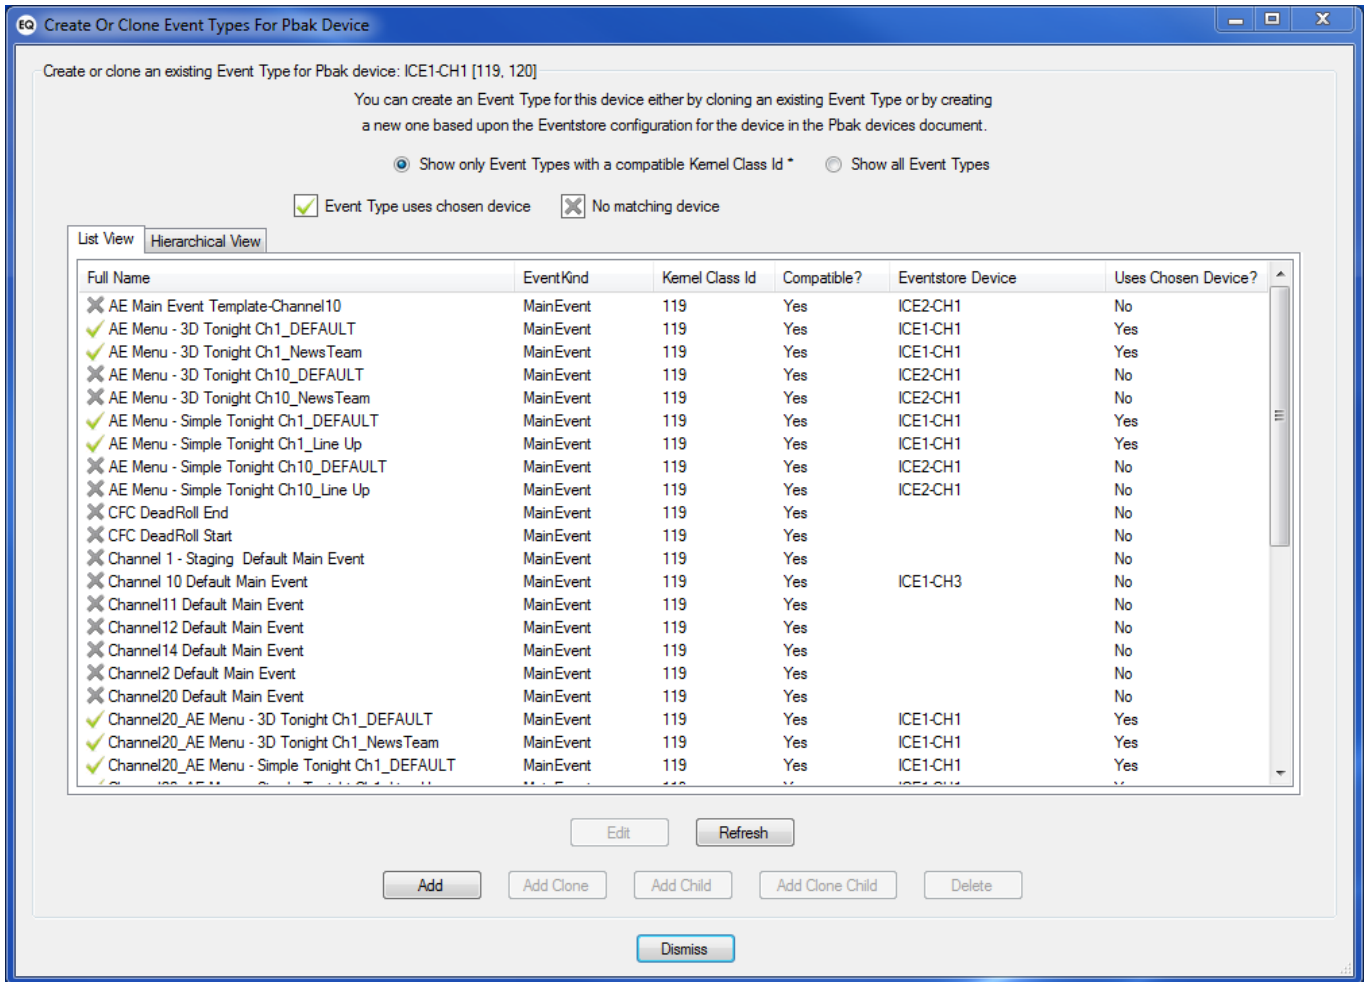 EQ Create Or Clone Event Types For Pbak Device
Create or clone an existing Event Type for Pbak device: ICE1-CH1 [119, 120]
You can create an Event Type for this device either by cloning an existing Event Type or by creating
a new one based upon the Eventstore configuration for the device in the Pbak devices document.
Show only Event Types with a compatible Kernel Class Id * Show all Event Types
Event Type uses chosen device No matching device
List View Hierarchical View
Full Name EventKind Kernel Class Id Compatible? Eventstore Device Uses Chosen Device?
AE Main Event Template-Channel10 MainEvent 119 Yes ICE2-CH1 No
AE Menu - 3D Tonight Ch1_DEFAULT MainEvent 119 Yes ICE1-CH1 Yes
AE Menu - 3D Tonight Ch1_NewsTeam MainEvent 119 Yes ICE1-CH1 Yes
AE Menu - 3D Tonight Ch10_DEFAULT MainEvent 119 Yes ICE2-CH1 No
AE Menu - 3D Tonight Ch10_NewsTeam MainEvent 119 Yes ICE2-CH1 No
AE Menu - Simple Tonight Ch1_DEFAULT MainEvent 119 Yes ICE1-CH1 Yes
AE Menu - Simple Tonight Ch1_Line Up MainEvent 119 Yes ICE1-CH1 Yes
AE Menu - Simple Tonight Ch10_DEFAULT MainEvent 119 Yes ICE2-CH1 No
AE Menu - Simple Tonight Ch10_Line Up MainEvent 119 Yes ICE2-CH1 No
CFC DeadRoll End MainEvent 119 Yes No
CFC DeadRoll Start MainEvent 119 Yes No
Channel 1 - Staging  Default Main Event MainEvent 119 Yes No
Channel 10 Default Main Event MainEvent 119 Yes ICE1-CH3 No
Channel11 Default Main Event MainEvent 119 Yes No
Channel12 Default Main Event MainEvent 119 Yes No
Channel14 Default Main Event MainEvent 119 Yes No
Channel2 Default Main Event MainEvent 119 Yes No
Channel20 Default Main Event MainEvent 119 Yes No
Channel20_AE Menu - 3D Tonight Ch1_DEFAULT MainEvent 119 Yes ICE1-CH1 Yes
Channel20_AE Menu - 3D Tonight Ch1_NewsTeam MainEvent 119 Yes ICE1-CH1 Yes
Channel20_AE Menu - Simple Tonight Ch1_DEFAULT MainEvent 119 Yes ICE1-CH1 Yes
Edit Refresh
Add Add Clone Add Child Add Clone Child Delete
Dismiss